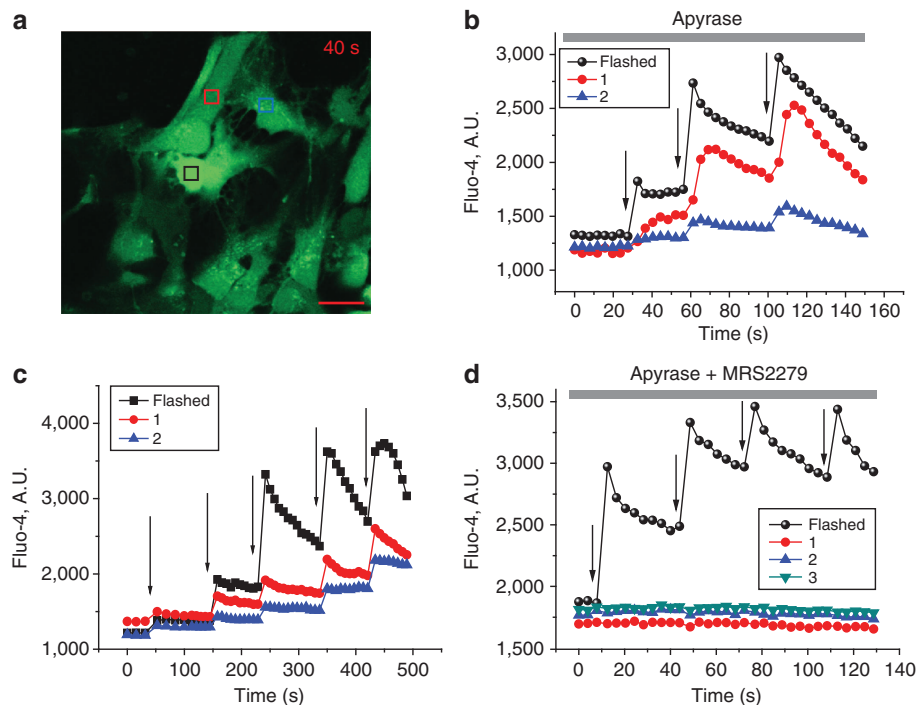 a
40 s
b
Apyrase
Flashed
1
2
3,000
2,500
2,000
1,500
1,000
Fluo-4, A.U.
0 20 40 60 80 100 120 140 160
Time (s)
c
Flashed
1
2
4,000
3,000
2,000
1,000
Fluo-4, A.U.
0 100 200 300 400 500
Time (s)
d
Apyrase + MRS2279
3,500
3,000
2,500
2,000
1,500
Fluo-4, A.U.
Flashed
1
2
3
0 20 40 60 80 100 120 140
Time (s)